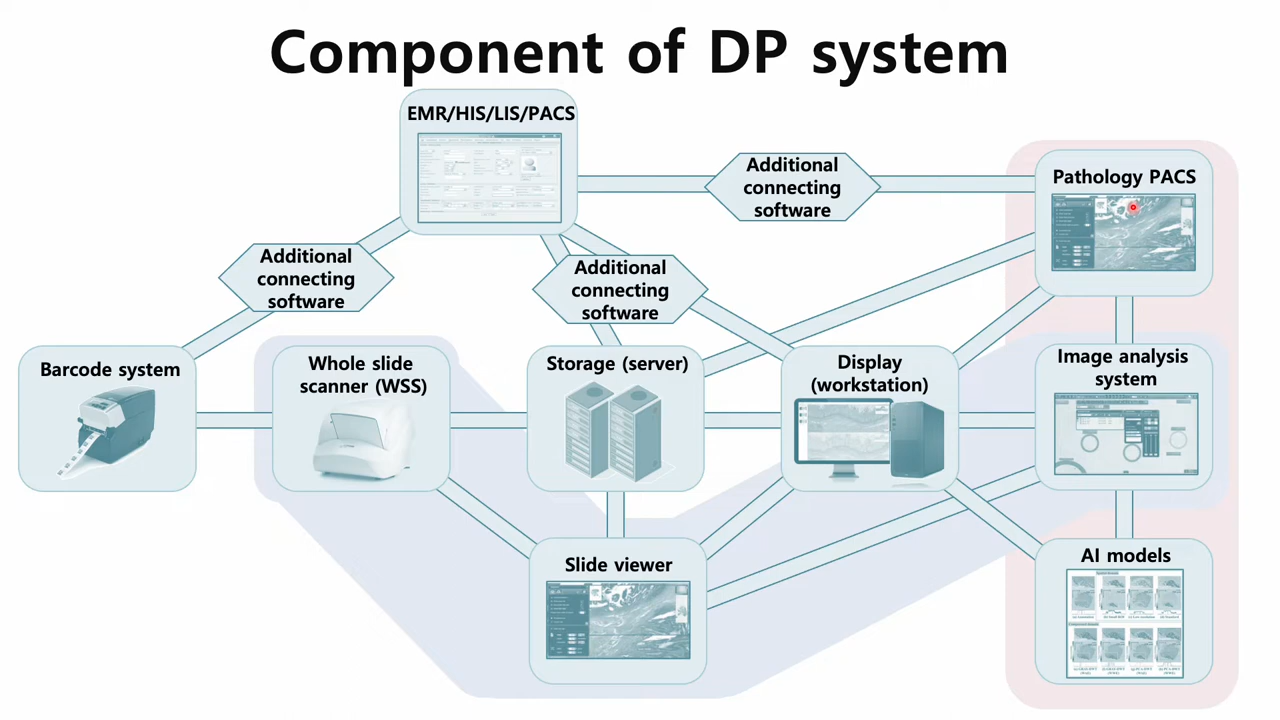 Component of DP system
EMR/HIS/LIS/PACS
Additional
connecting
software
Pathology PACS
Additional
connecting
software
Additional
connecting
software
Barcode system
Whole slide
scanner (WSS)
Storage (server)
Display
(workstation)
Image analysis
system
Slide viewer
AI models